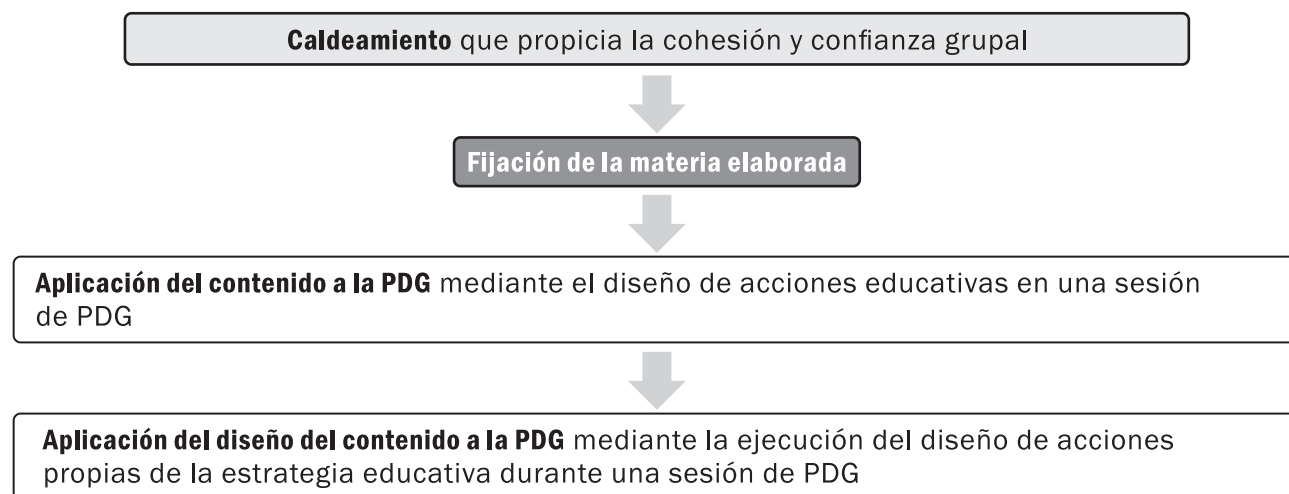 Caldeamiento que propicia la cohesión y confianza grupal
Fijación de la materia elaborada
Aplicación del contenido a la PDG mediante el diseño de acciones educativas en una sesión
de PDG
Aplicación del diseño del contenido a la PDG mediante la ejecución del diseño de acciones
propias de la estrategia educativa durante una sesión de PDG